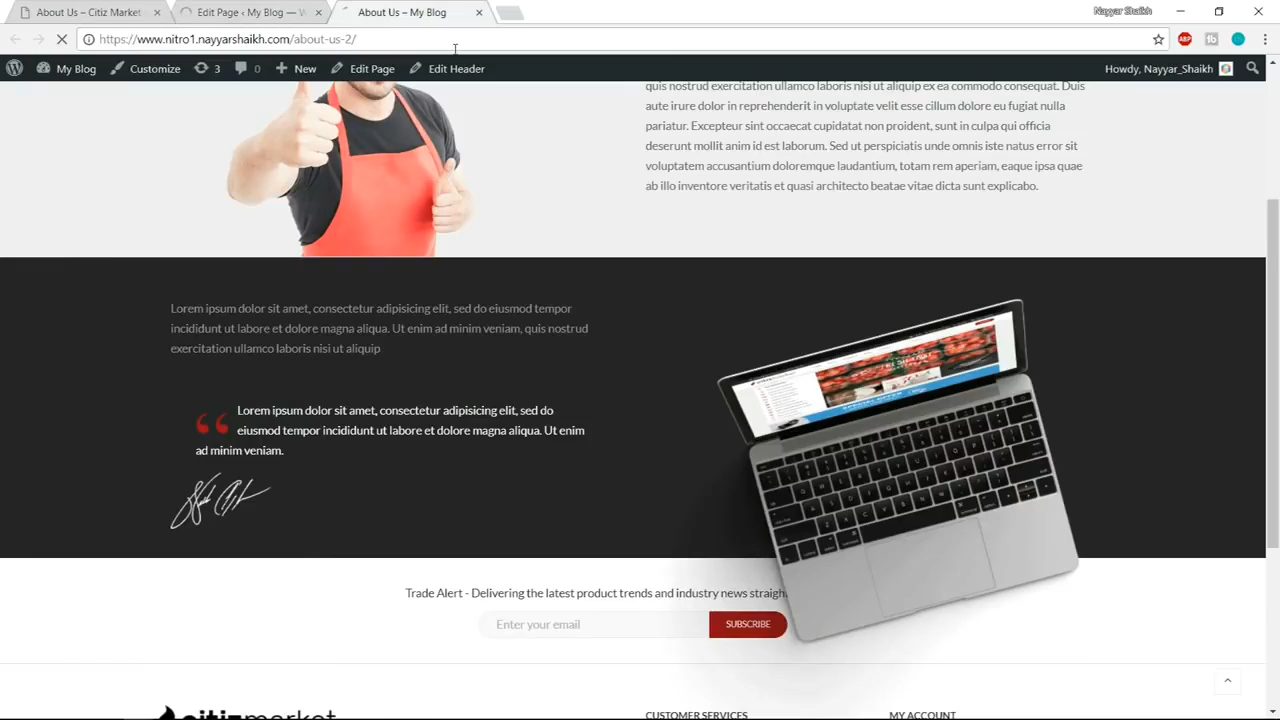 About Us – Citiz Market
Edit Page ‹ My Blog — W
About Us – My Blog
Nayyar Shaikh
https://www.nitro1.nayyarshaikh.com/about-us-2/
ABP
My Blog
Customize
3
0
New
Edit Page
Edit Header
Howdy, Nayyar_Shaikh
quis nostrud exercitation ullamco laboris nisi ut aliquip ex ea commodo consequat. Duis
aute irure dolor in reprehenderit in voluptate velit esse cillum dolore eu fugiat nulla
pariatur. Excepteur sint occaecat cupidatat non proident, sunt in culpa qui officia
deserunt mollit anim id est laborum. Sed ut perspiciatis unde omnis iste natus error sit
voluptatem accusantium doloremque laudantium, totam rem aperiam, eaque ipsa quae
ab illo inventore veritatis et quasi architecto beatae vitae dicta sunt explicabo.
Lorem ipsum dolor sit amet, consectetur adipisicing elit, sed do eiusmod tempor
incididunt ut labore et dolore magna aliqua. Ut enim ad minim veniam, quis nostrud
exercitation ullamco laboris nisi ut aliquip
Lorem ipsum dolor sit amet, consectetur adipisicing elit, sed do
eiusmod tempor incididunt ut labore et dolore magna aliqua. Ut enim
ad minim veniam.
SPECIAL OFFER
Trade Alert - Delivering the latest product trends and industry news straigh
Enter your email
SUBSCRIBE
citizmarket
CUSTOMER SERVICES
MY ACCOUNT